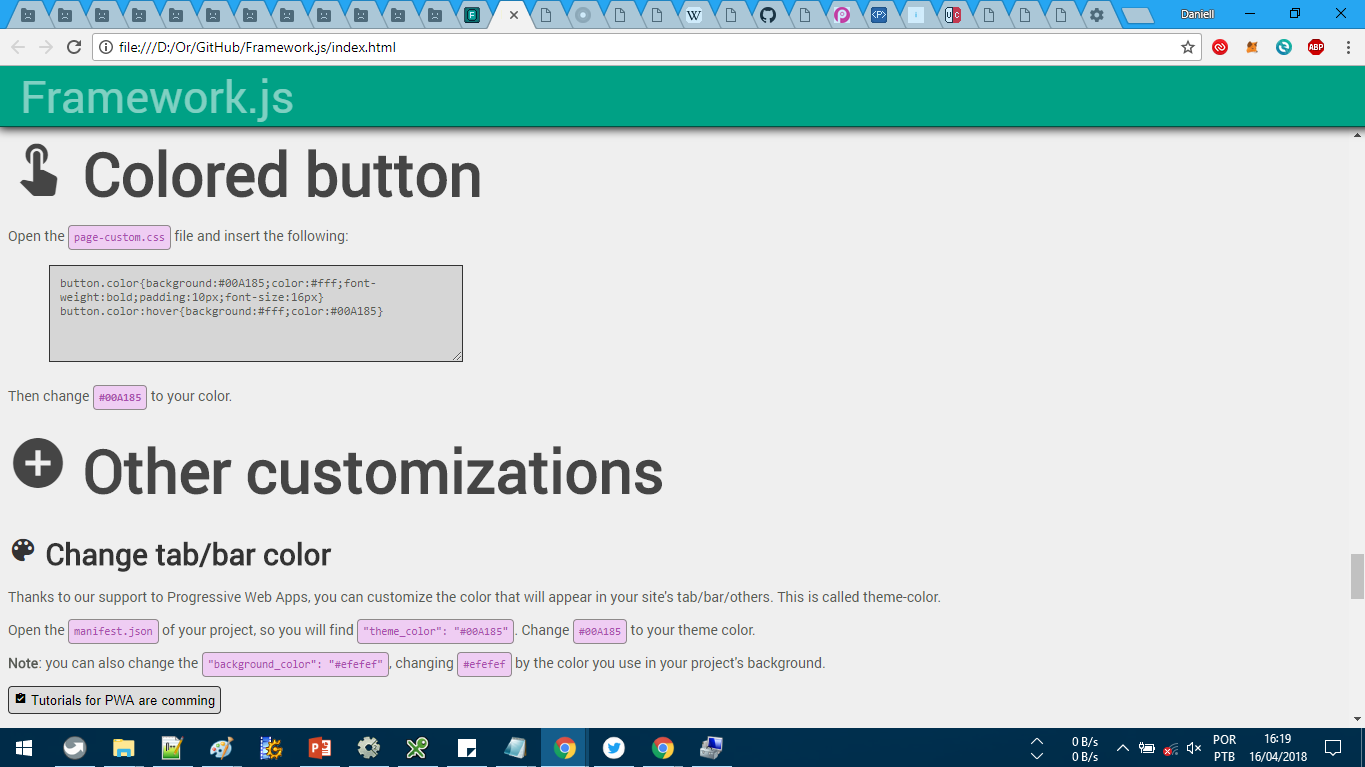 Daniell
file:///D:/Or/GitHub/Framework.js/index.html
ABP
Framework.js
Colored button
Open the page-custom.css file and insert the following:
button.color{background:#00A185;color:#fff;font-
weight:bold;padding:10px;font-size:16px}
button.color:hover{background:#fff;color:#00A185}
Then change #00A185 to your color.
Other customizations
Change tab/bar color
Thanks to our support to Progressive Web Apps, you can customize the color that will appear in your site's tab/bar/others. This is called theme-color.
Open the manifest.json of your project, so you will find "theme_color": "#00A185". Change #00A185 to your theme color.
Note: you can also change the "background_color": "#efefef", changing #efefef by the color you use in your project's background.
Tutorials for PWA are comming
0 B/s
0 B/s
POR
PTB
16:19
16/04/2018